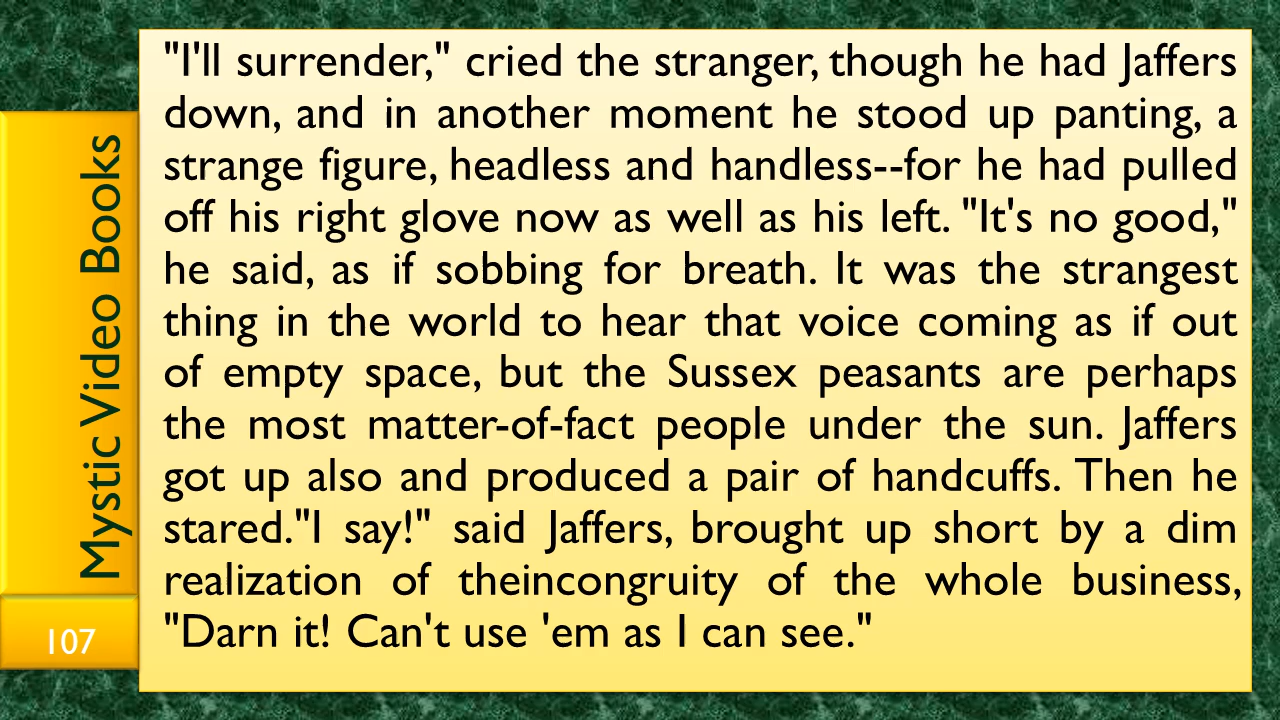 "I'll surrender," cried the stranger, though he had Jaffers
down, and in another moment he stood up panting, a
strange figure, headless and handless--for he had pulled
off his right glove now as well as his left. "It's no good,"
he said, as if sobbing for breath. It was the strangest
thing in the world to hear that voice coming as if out
of empty space, but the Sussex peasants are perhaps
the most matter-of-fact people under the sun. Jaffers
got up also and produced a pair of handcuffs. Then he
stared."I say!" said Jaffers, brought up short by a dim
realization of theincongruity of the whole business,
"Darn it! Can't use 'em as I can see."
Mystic Video Books
107